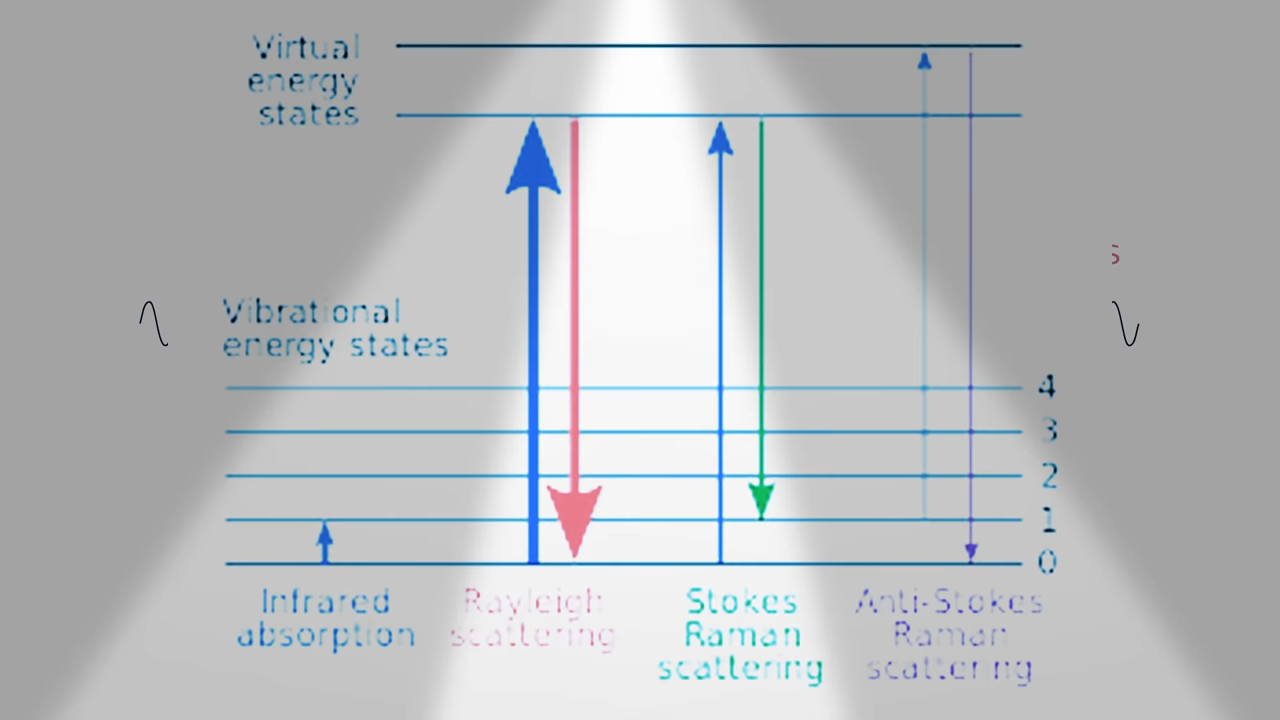 Virtual
energy
states
s
Vibrational
energy states
4
3
2
1
0
Infrared
absorption
Rayleigh
scattering
Stokes
Raman
scattering
Anti-Stokes
Raman
scattering